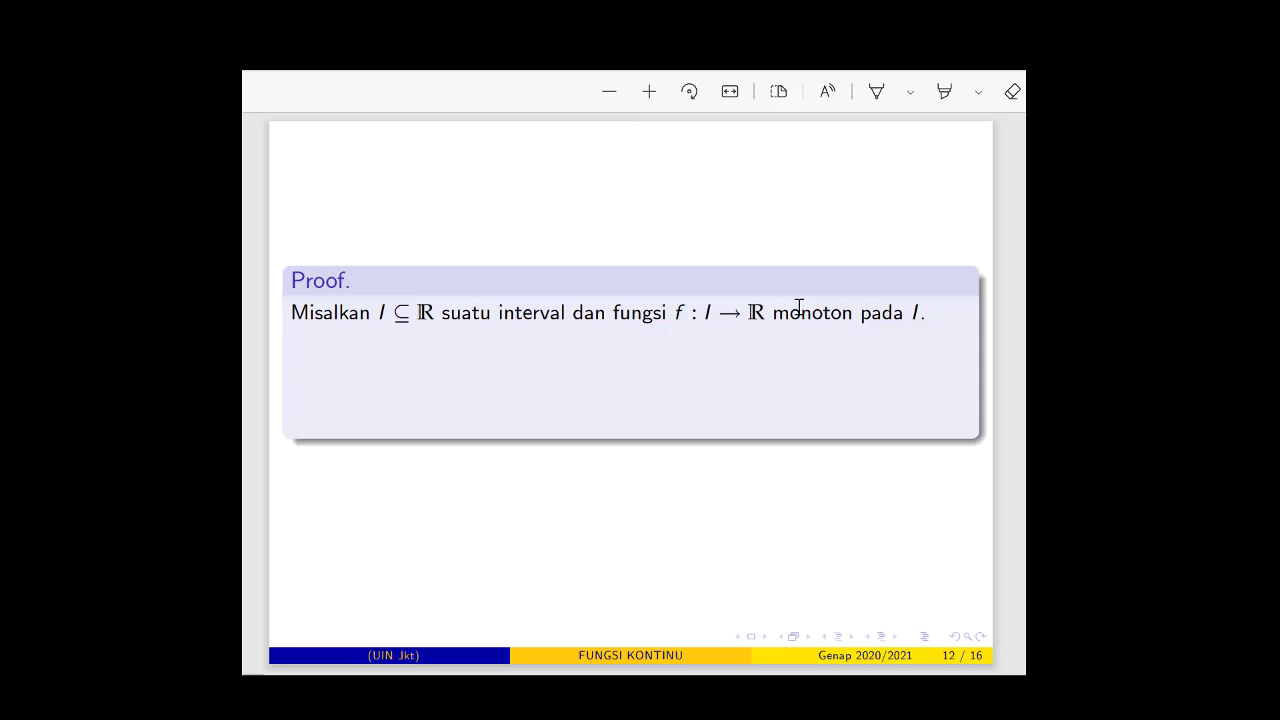 Proof.
Misalkan I ⊆ ℝ suatu interval dan fungsi f : I → ℝ monoton pada I.
(UIN Jkt) FUNGSI KONTINU Genap 2020/2021 12 / 16